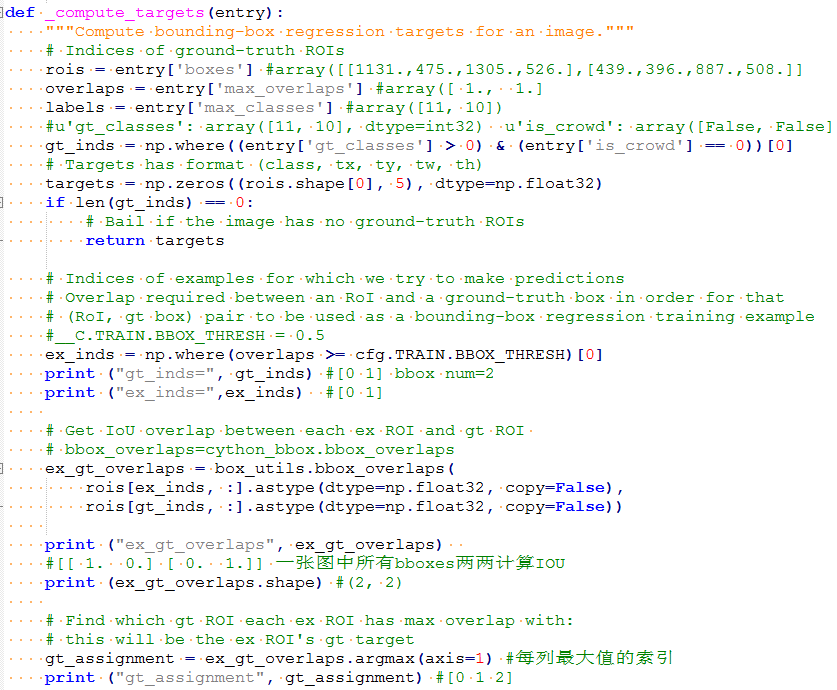 def _compute_targets(entry):
    """Compute bounding-box regression targets for an image."""
    # Indices of ground-truth ROIs
    rois = entry['boxes'] #array([[1131.,475.,1305.,526.],[439.,396.,887.,508.]]
    overlaps = entry['max_overlaps'] #array([ 1.,  1.]
    labels = entry['max_classes'] #array([11, 10])
    #u'gt_classes': array([11, 10], dtype=int32)  u'is_crowd': array([False, False]
    gt_inds = np.where((entry['gt_classes'] > 0) & (entry['is_crowd'] == 0))[0]
    # Targets has format (class, tx, ty, tw, th)
    targets = np.zeros((rois.shape[0], 5), dtype=np.float32)
    if len(gt_inds) == 0:
        # Bail if the image has no ground-truth ROIs
        return targets
    # Indices of examples for which we try to make predictions
    # Overlap required between an RoI and a ground-truth box in order for that
    # (RoI, gt box) pair to be used as a bounding-box regression training example
    #__C.TRAIN.BBOX_THRESH = 0.5
    ex_inds = np.where(overlaps >= cfg.TRAIN.BBOX_THRESH)[0]
    print ("gt_inds=", gt_inds) #[0 1] bbox num=2
    print ("ex_inds=",ex_inds)  #[0 1]
    # Get IoU overlap between each ex ROI and gt ROI
    # bbox_overlaps=cython_bbox.bbox_overlaps
    ex_gt_overlaps = box_utils.bbox_overlaps(
        rois[ex_inds, :].astype(dtype=np.float32, copy=False),
        rois[gt_inds, :].astype(dtype=np.float32, copy=False))
    print ("ex_gt_overlaps", ex_gt_overlaps)
    #[[ 1.  0.] [ 0.  1.]] 一张图中所有bboxes两两计算IOU
    print (ex_gt_overlaps.shape) #(2, 2)
    # Find which gt ROI each ex ROI has max overlap with:
    # this will be the ex ROI's gt target
    gt_assignment = ex_gt_overlaps.argmax(axis=1) #每列最大值的索引
    print ("gt_assignment", gt_assignment) #[0 1 2]